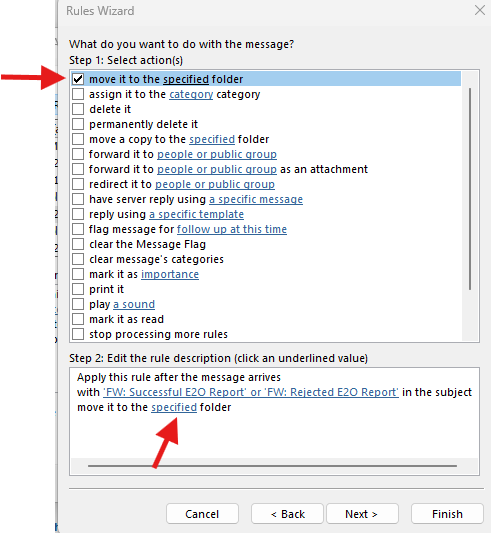 Rules Wizard
What do you want to do with the message?
Step 1: Select action(s)
move it to the specified folder
assign it to the category category
delete it
permanently delete it
move a copy to the specified folder
forward it to people or public group
forward it to people or public group as an attachment
redirect it to people or public group
have server reply using a specific message
reply using a specific template
flag message for follow up at this time
clear the Message Flag
clear message's categories
mark it as importance
print it
play a sound
mark it as read
stop processing more rules
Step 2: Edit the rule description (click an underlined value)
Apply this rule after the message arrives
with 'FW: Successful E2O Report' or 'FW: Rejected E2O Report' in the subject
move it to the specified folder
Cancel
< Back
Next >
Finish